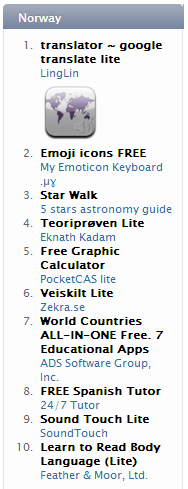 Norway
1. translator ~ google
translate lite
LingLin
2. Emoji icons FREE
My Emoticon Keyboard
.μɣ
3. Star ₩alk
5 stars astronomy guide
4. Teoriprøven Lite
Eknath Kadam
5. Free Graphic
Calculator
PocketCAS lite
6. Veiskilt Lite
Zekra.se
7. ₩orld Countries
ALL-IN-ONE Free. 7
Educational Apps
ADS Software Group,
Inc.
8. FREE Spanish Tutor
24/7 Tutor
9. Sound Touch Lite
SoundTouch
10. Learn to Read Body
Language (Lite)
Feather & Moor, Ltd.